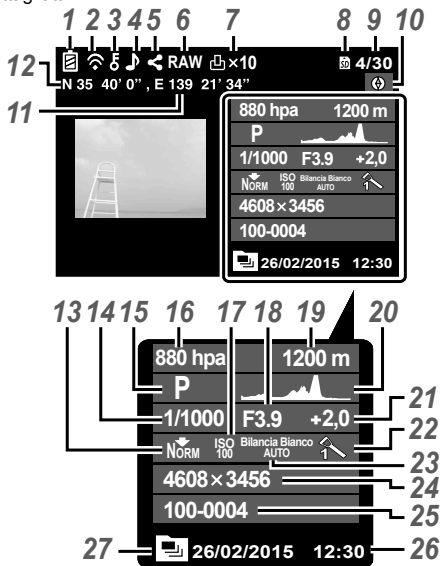 1 2 3 4 5 6 7 8 9 10
RAW ×10 SD 4/30
12 N 35 40' 0” , E 139 21' 34”
11
880 hpa 1200 m
P
1/1000 F3.9 +2,0
NORM ISO 100 Bilancia Bianco AUTO 1
4608×3456
100-0004
26/02/2015 12:30
13 14 15 16 17 18 19 20
880 hpa 1200 m
P
1/1000 F3.9 +2,0 21
NORM ISO 100 Bilancia Bianco AUTO 1 22
23
4608×3456 24
100-0004 25
27 26/02/2015 12:30 26